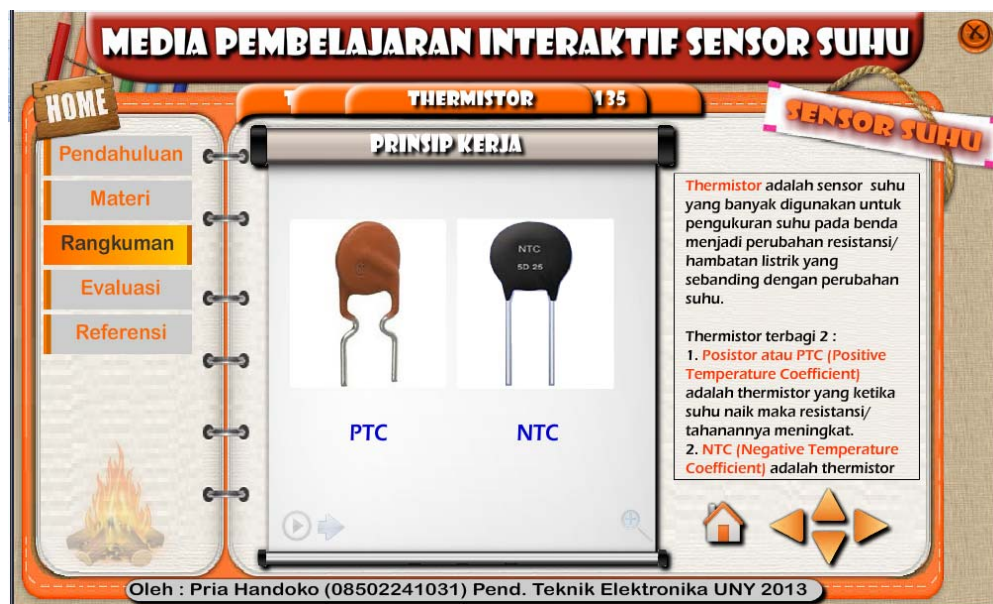 MEDIA PEMBELAJARAN INTERAKTIF SENSOR SUHU
HOME
T
THERMISTOR
135
SENSOR SUHU
PRINSIP KERJA
Pendahuluan
Materi
Rangkuman
Evaluasi
Referensi
NTC
5D 25
PTC
NTC
Thermistor adalah sensor suhu
yang banyak digunakan untuk
pengukuran suhu pada benda
menjadi perubahan resistansi/
hambatan listrik yang
sebanding dengan perubahan
suhu.
Thermistor terbagi 2 :
1. Posistor atau PTC (Positive
Temperature Coefficient)
adalah thermistor yang ketika
suhu naik maka resistansi/
tahanannya meningkat.
2. NTC (Negative Temperature
Coefficient) adalah thermistor
Oleh : Pria Handoko (08502241031) Pend. Teknik Elektronika UNY 2013